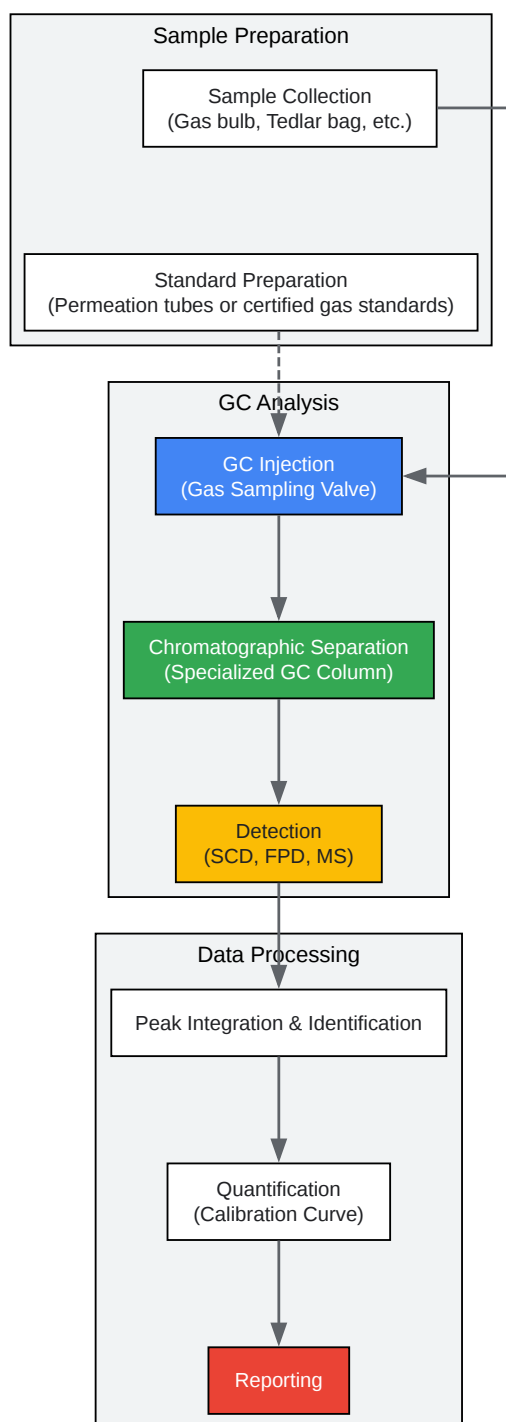 Sample Preparation
Sample Collection
(Gas bulb, Tedlar bag, etc.)
Standard Preparation
(Permeation tubes or certified gas standards)
GC Analysis
GC Injection
(Gas Sampling Valve)
Chromatographic Separation
(Specialized GC Column)
Detection
(SCD, FPD, MS)
Data Processing
Peak Integration & Identification
Quantification
(Calibration Curve)
Reporting